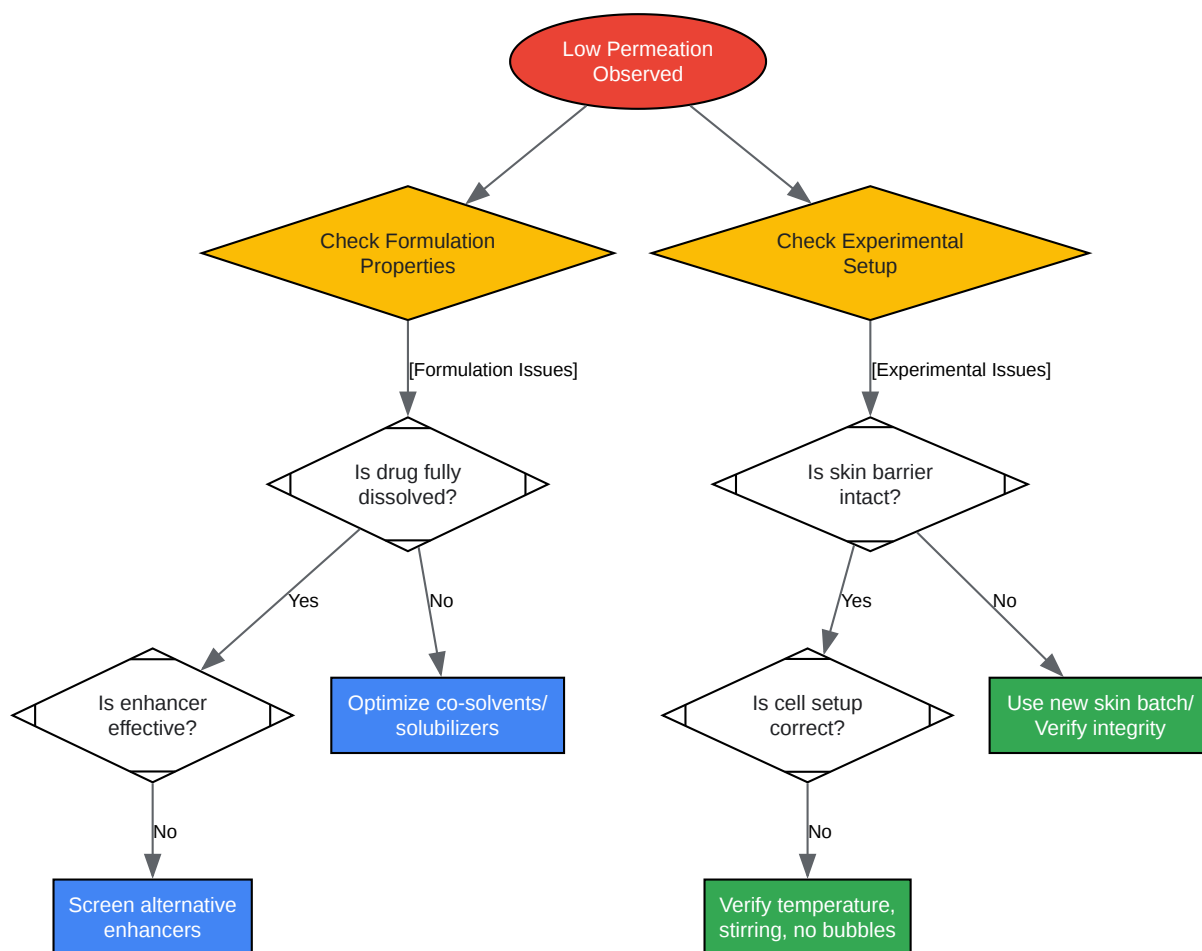 Low Permeation
Observed
Check Formulation
Properties
Check Experimental
Setup
[Formulation Issues]
[Experimental Issues]
Is drug fully
dissolved?
Is skin barrier
intact?
Yes
No
Yes
No
Is enhancer
effective?
Optimize co-solvents/
solubilizers
Is cell setup
correct?
Use new skin batch/
Verify integrity
No
No
Screen alternative
enhancers
Verify temperature,
stirring, no bubbles